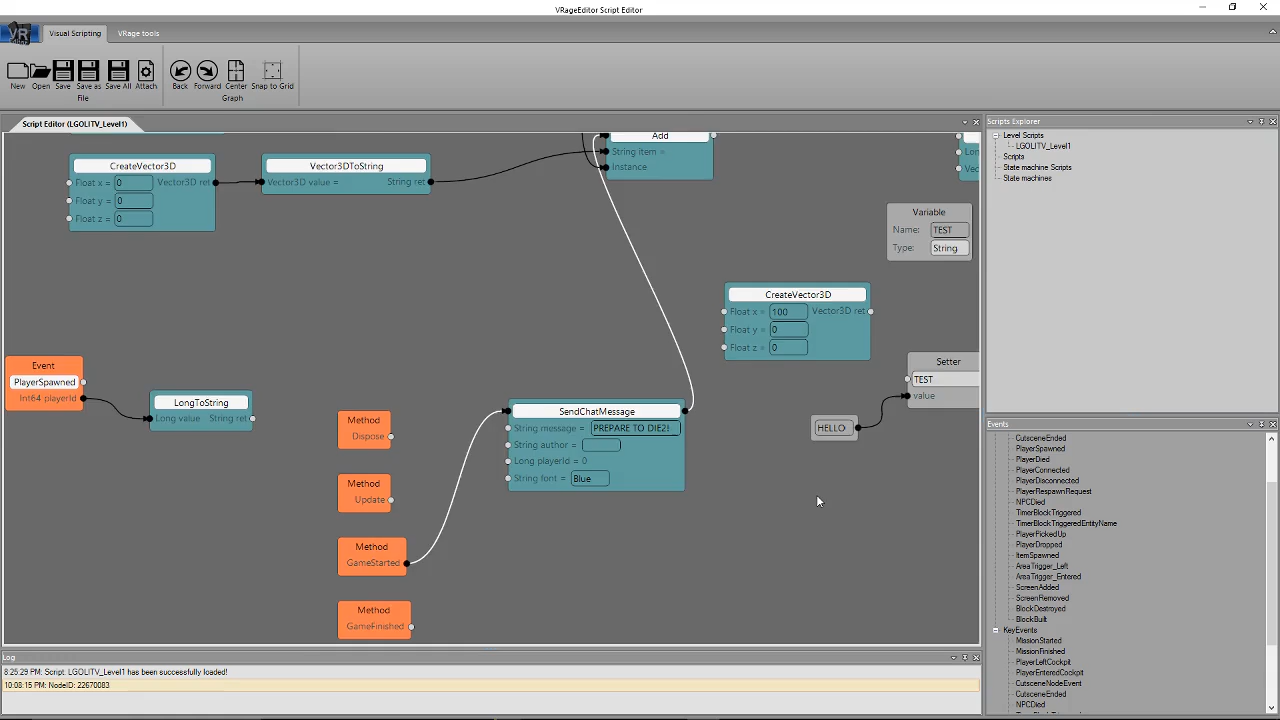 VRageEditor Script Editor
Visual Scripting
VRage tools
New
Open
Save
Save as
Save All
Attach
Back
Forward
Center
Snap to Grid
File
Graph
Script Editor (LGOLITV_Level1)
Add
String item =
Instance
CreateVector3D
Float x = 0
Vector3D ret
Float y = 0
Float z = 0
Vector3DToString
Vector3D value =
String ret
Variable
Name: TEST
Type: String
CreateVector3D
Float x = 100
Vector3D ret
Float y = 0
Float z = 0
Event
PlayerSpawned
Int64 playerId
LongToString
Long value
String ret
Method
Dispose
Method
Update
Method
GameStarted
Method
GameFinished
SendChatMessage
String message = PREPARE TO DIE2!
String author =
Long playerId = 0
String font = Blue
HELLO
Setter
TEST
value
Scripts Explorer
Level Scripts
LGOLITV_Level1
Scripts
State machine Scripts
State machines
Events
CutsceneEnded
PlayerSpawned
PlayerDied
PlayerConnected
PlayerDisconnected
PlayerRespawnRequest
NPCDied
TimerBlockTriggered
TimerBlockTriggeredEntityName
PlayerPickedUp
PlayerDropped
ItemSpawned
AreaTrigger_Left
AreaTrigger_Entered
ScreenAdded
ScreenRemoved
BlockDestroyed
BlockBuilt
KeyEvents
MissionStarted
MissionFinished
PlayerLeftCockpit
PlayerEnteredCockpit
CutsceneNodeEvent
CutsceneEnded
NPCDied
Log
8:25:29 PM: Script. LGOLITV_Level1 has been successfully loaded!
10:08:15 PM: NodeID: 22670083